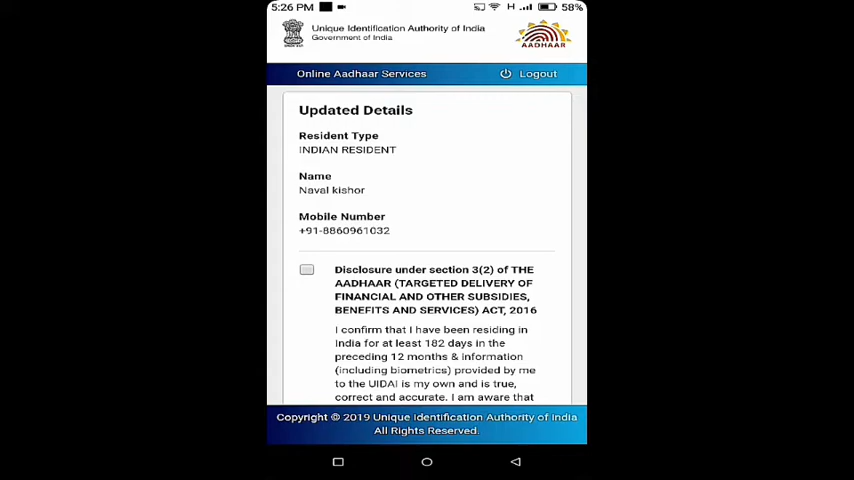 5:26 PM H 58%
Unique Identification Authority of India
Government of India
AADHAAR
Online Aadhaar Services Logout
Updated Details
Resident Type
INDIAN RESIDENT
Name
Naval kishor
Mobile Number
+91-8860961032
Disclosure under section 3(2) of THE
AADHAAR (TARGETED DELIVERY OF
FINANCIAL AND OTHER SUBSIDIES,
BENEFITS AND SERVICES) ACT, 2016
I confirm that I have been residing in
India for at least 182 days in the
preceding 12 months & Information
(including biometrics) provided by me
to the UIDAI is my own and is true,
correct and accurate. I am aware that
Copyright © 2019 Unique Identification Authority of India
All Rights Reserved.